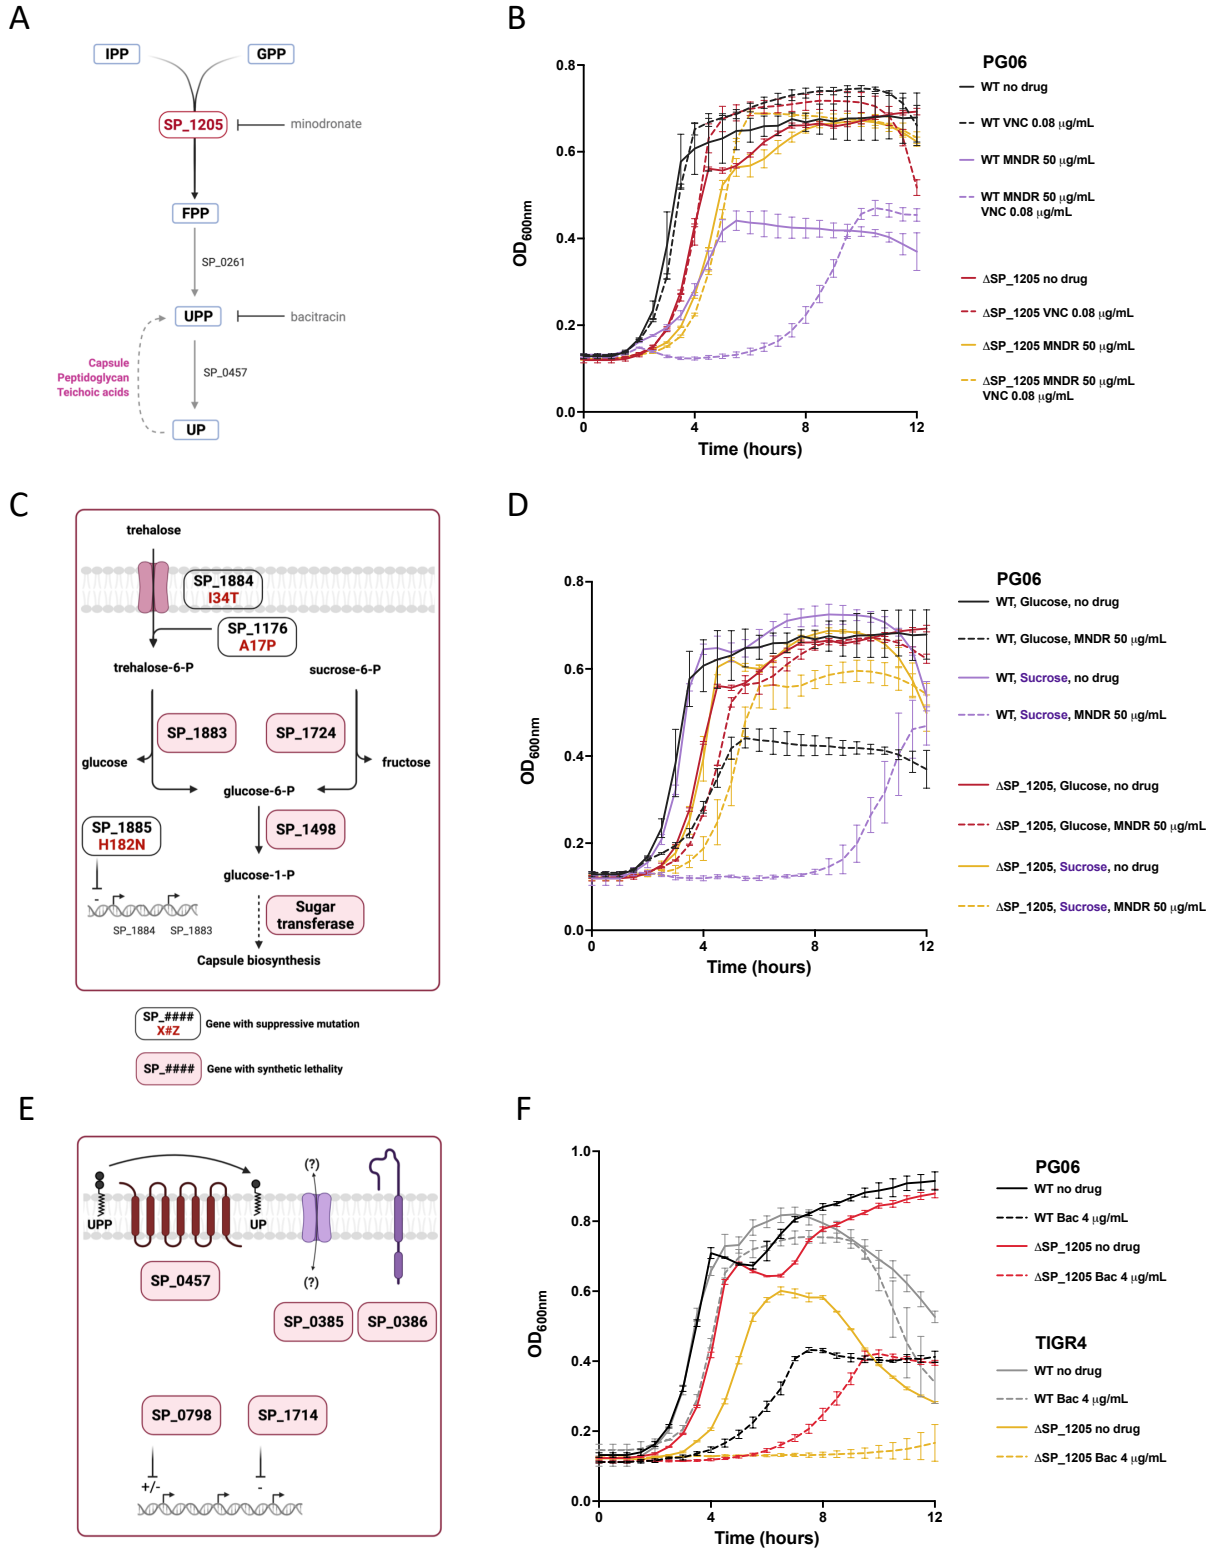 A
IPP
GPP
SP_1205
minodronate
FPP
SP_0261
UPP
bacitracin
Capsule
Peptidoglycan
Teichoic acids
SP_0457
UP
B
0.8
0.6
0.4
0.2
0.0
OD600nm
0
4
8
12
Time (hours)
PG06
WT no drug
WT VNC 0.08 µg/mL
WT MNDR 50 µg/mL
WT MNDR 50 µg/mL
VNC 0.08 µg/mL
ΔSP_1205 no drug
ΔSP_1205 VNC 0.08 µg/mL
ΔSP_1205 MNDR 50 µg/mL
ΔSP_1205 MNDR 50 µg/mL
VNC 0.08 µg/mL
C
trehalose
SP_1884
I34T
SP_1176
A17P
trehalose-6-P
sucrose-6-P
SP_1883
SP_1724
glucose
fructose
glucose-6-P
SP_1885
H182N
SP_1498
glucose-1-P
-
SP_1884
SP_1883
Sugar
transferase
Capsule biosynthesis
SP_####
X#Z
Gene with suppressive mutation
SP_####
Gene with synthetic lethality
D
0.8
0.6
0.4
0.2
0.0
OD600nm
0
4
8
12
Time (hours)
PG06
WT, Glucose, no drug
WT, Glucose, MNDR 50 µg/mL
WT, Sucrose, no drug
WT, Sucrose, MNDR 50 µg/mL
ΔSP_1205, Glucose, no drug
ΔSP_1205, Glucose, MNDR 50 µg/mL
ΔSP_1205, Sucrose, no drug
ΔSP_1205, Sucrose, MNDR 50 µg/mL
E
(?)
UPP
UP
(?)
SP_0457
SP_0385
SP_0386
SP_0798
SP_1714
+/-
-
F
1.0
0.8
0.6
0.4
0.2
0.0
OD600nm
0
4
8
12
Time (hours)
PG06
WT no drug
WT Bac 4 µg/mL
ΔSP_1205 no drug
ΔSP_1205 Bac 4 µg/mL
TIGR4
WT no drug
WT Bac 4 µg/mL
ΔSP_1205 no drug
ΔSP_1205 Bac 4 µg/mL